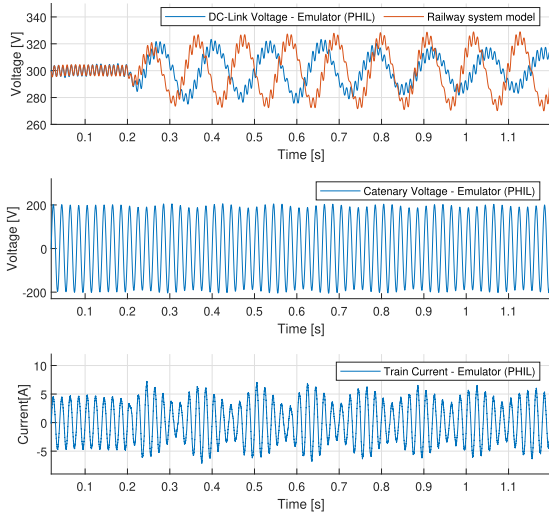 DC-Link Voltage - Emulator (PHIL) Railway system model
Voltage [V]
340
320
300
280
260
0.1 0.2 0.3 0.4 0.5 0.6 0.7 0.8 0.9 1 1.1
Time [s]
Catenary Voltage - Emulator (PHIL)
Voltage [V]
200
0
-200
0.1 0.2 0.3 0.4 0.5 0.6 0.7 0.8 0.9 1 1.1
Time [s]
Train Current - Emulator (PHIL)
Current[A]
10
5
0
-5
0.1 0.2 0.3 0.4 0.5 0.6 0.7 0.8 0.9 1 1.1
Time [s]